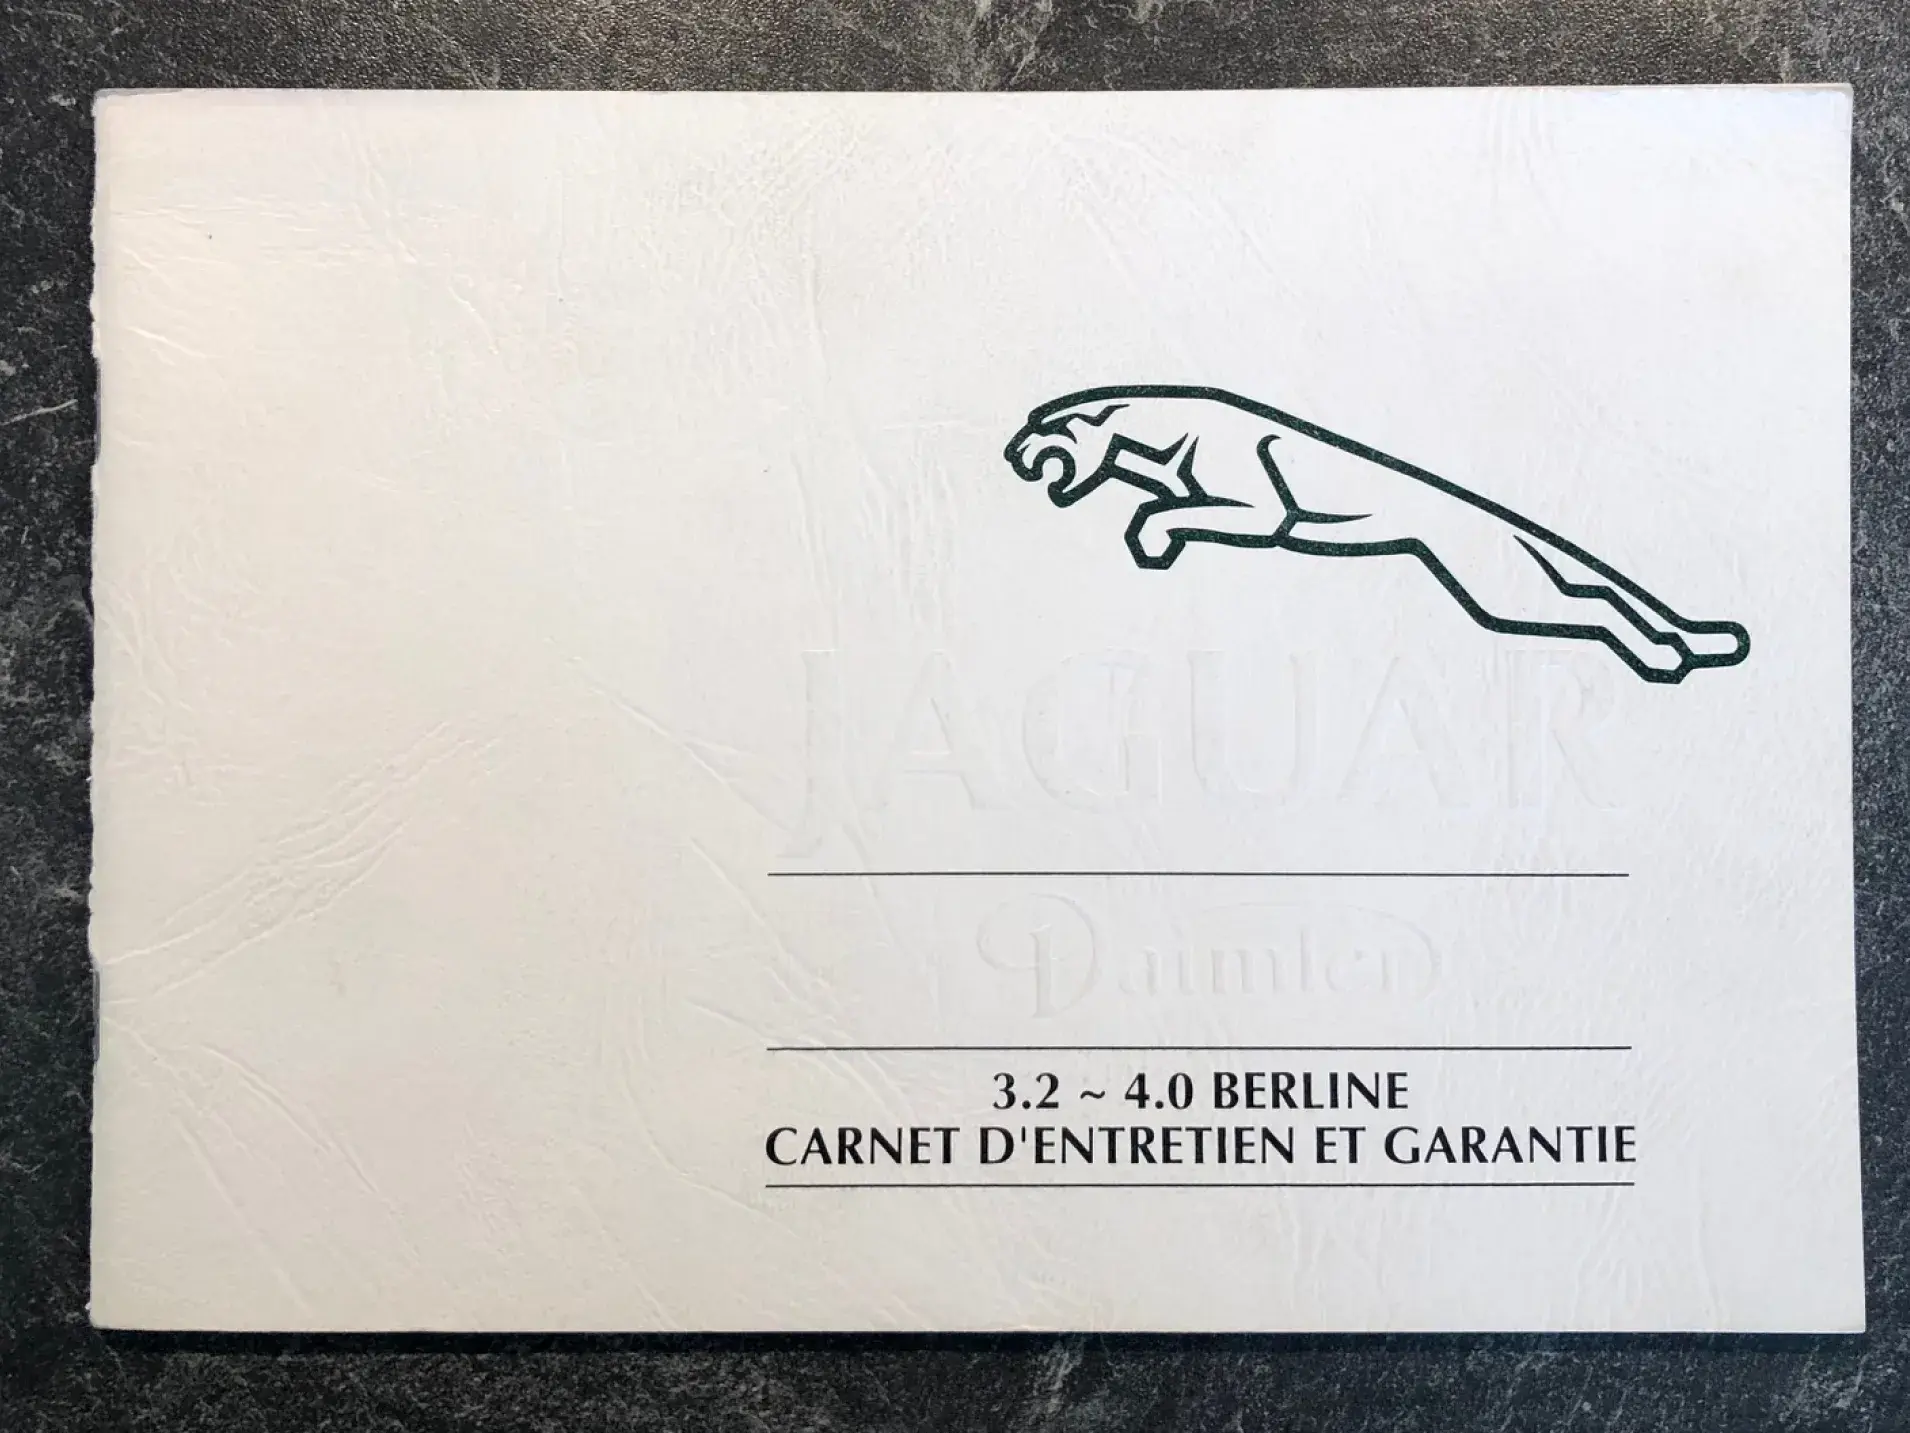 JAGUAR
Daimler
3.2 ~ 4.0 BERLINE
CARNET D'ENTRETIEN ET GARANTIE